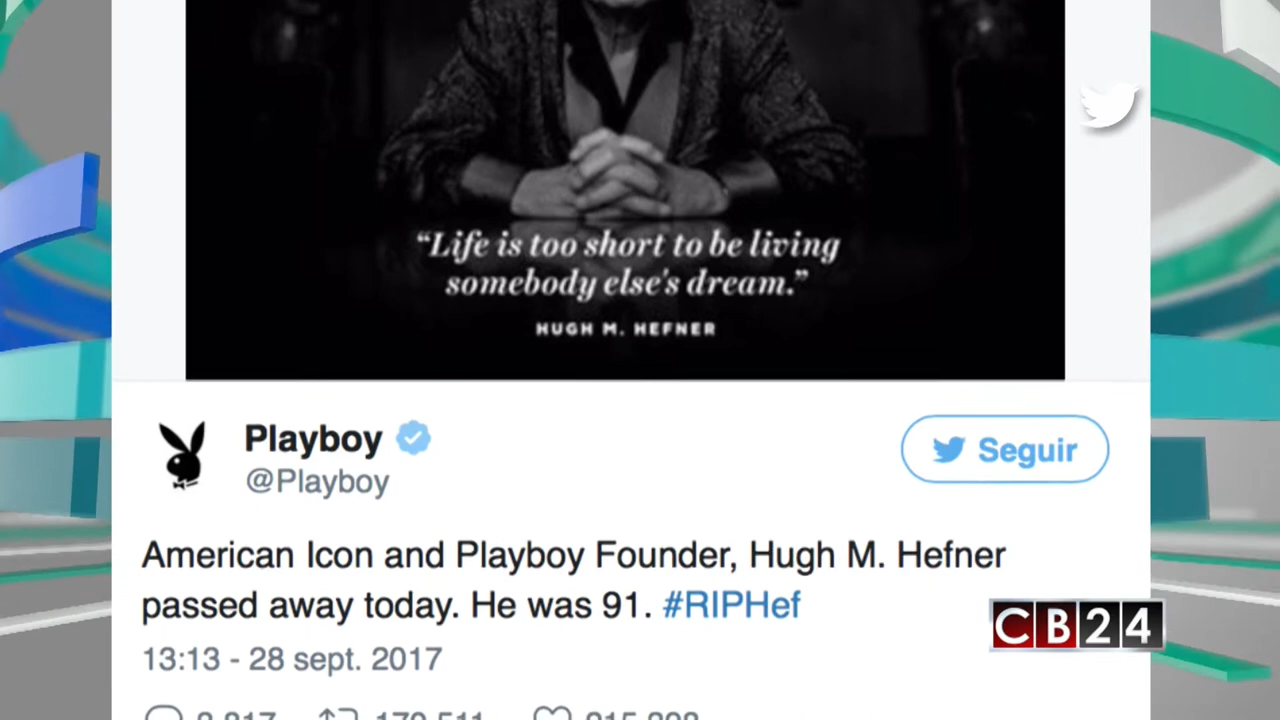 “Life is too short to be living
somebody else's dream.”
HUGH M. HEFNER
Playboy
Seguir
@Playboy
American Icon and Playboy Founder, Hugh M. Hefner
passed away today. He was 91. #RIPHef
CB24
13:13 - 28 sept. 2017